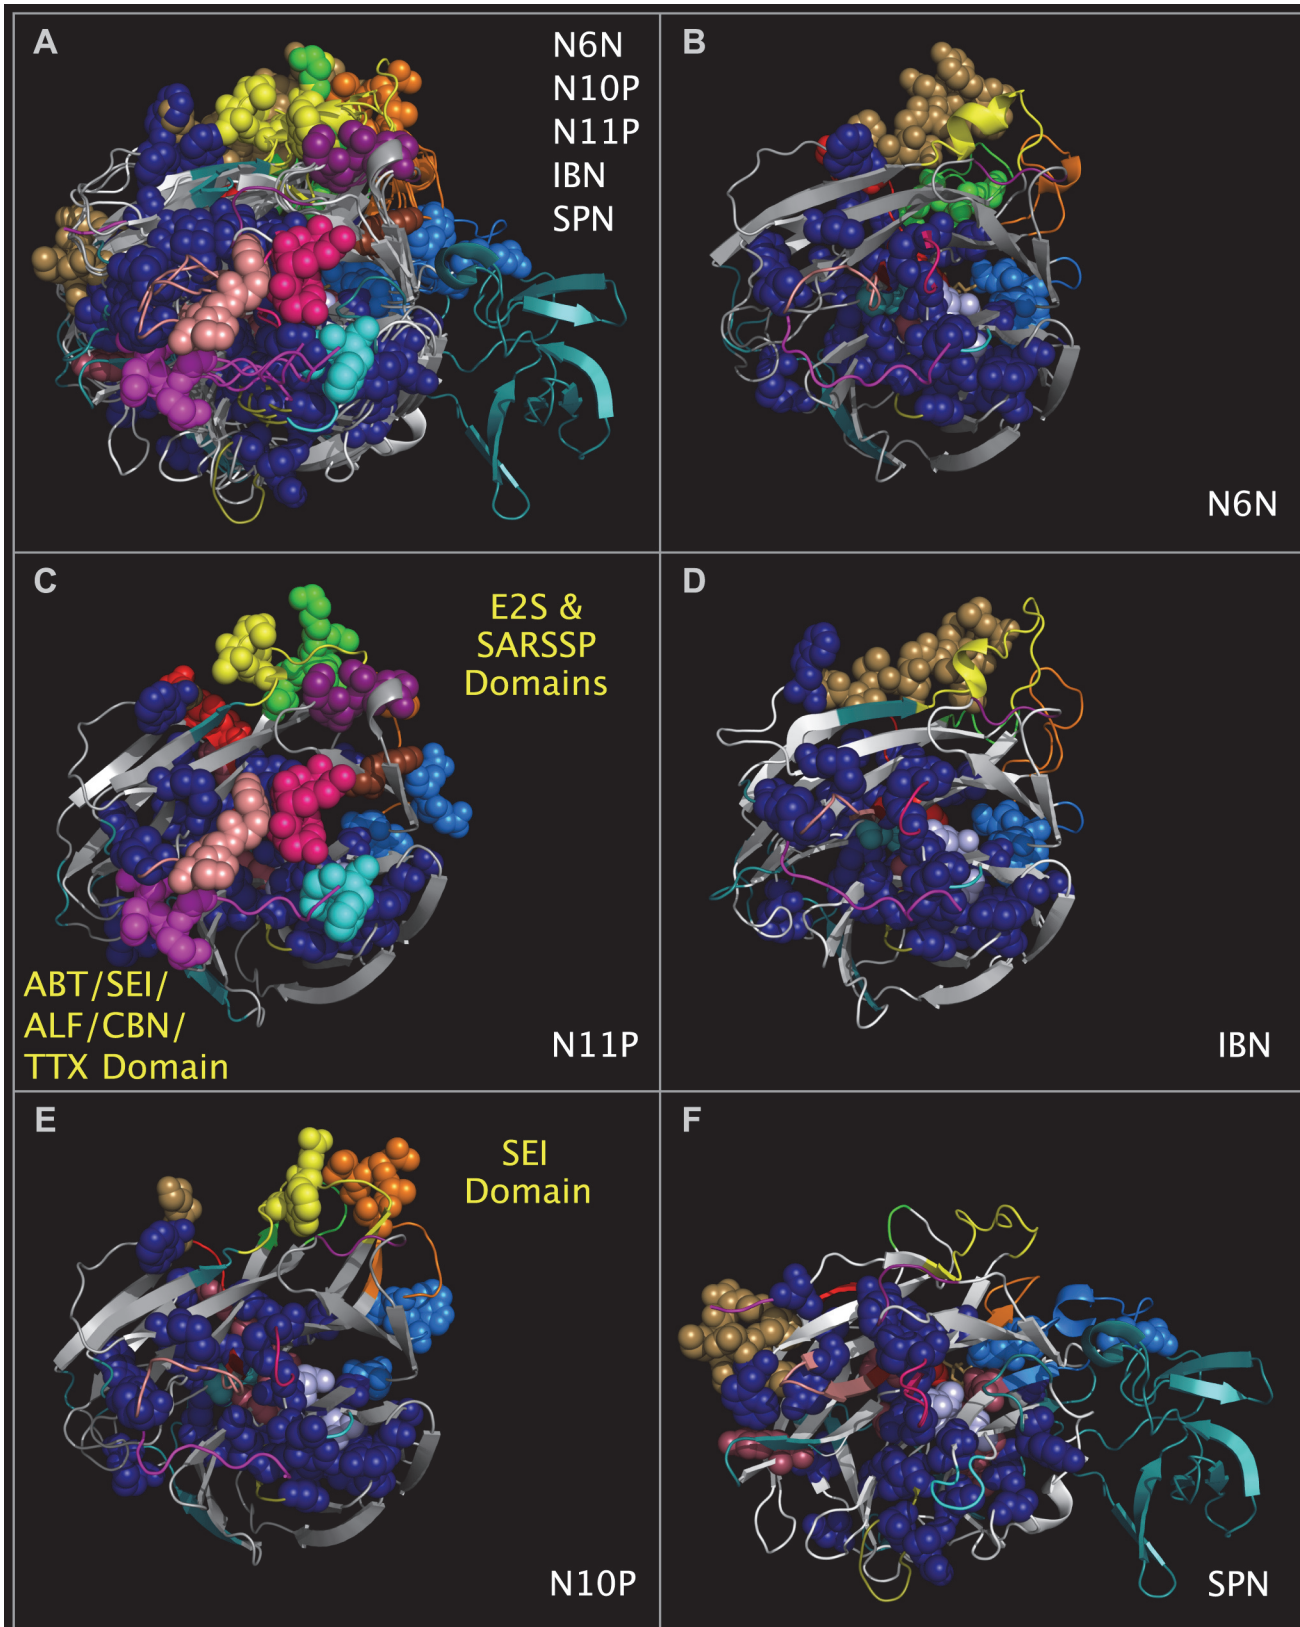 A
N6N
N10P
N11P
IBN
SPN
B
N6N
C
E2S &
SARSSP
Domains
ABT/SEI/
ALF/CBN/
TTX Domain
N11P
D
IBN
E
SEI
Domain
N10P
F
SPN